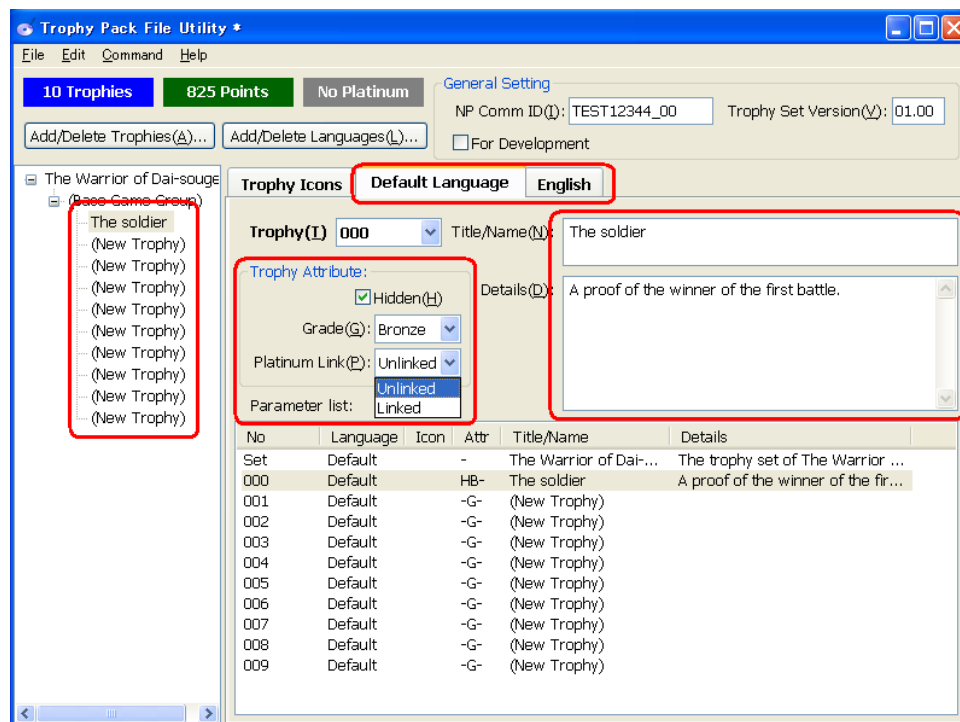 Trophy Pack File Utility *
File Edit Command Help
10 Trophies 825 Points No Platinum
General Setting
NP Comm ID(I): TEST12344_00 Trophy Set Version(V): 01.00
Add/Delete Trophies(A)... Add/Delete Languages(L)...
For Development
The Warrior of Dai-souge
(Base Game Group)
The soldier
(New Trophy)
(New Trophy)
(New Trophy)
(New Trophy)
(New Trophy)
(New Trophy)
(New Trophy)
(New Trophy)
(New Trophy)
Trophy Icons Default Language English
Trophy(T) 000 Title/Name(N): The soldier
Trophy Attribute:
Hidden(H)
Grade(G): Bronze
Platinum Link(P): Unlinked
Unlinked
Linked
Details(D): A proof of the winner of the first battle.
Parameter list:
No Language Icon Attr Title/Name Details
Set Default - The Warrior of Dai-... The trophy set of The Warrior ...
000 Default HB- The soldier A proof of the winner of the fir...
001 Default -G- (New Trophy)
002 Default -G- (New Trophy)
003 Default -G- (New Trophy)
004 Default -G- (New Trophy)
005 Default -G- (New Trophy)
006 Default -G- (New Trophy)
007 Default -G- (New Trophy)
008 Default -G- (New Trophy)
009 Default -G- (New Trophy)